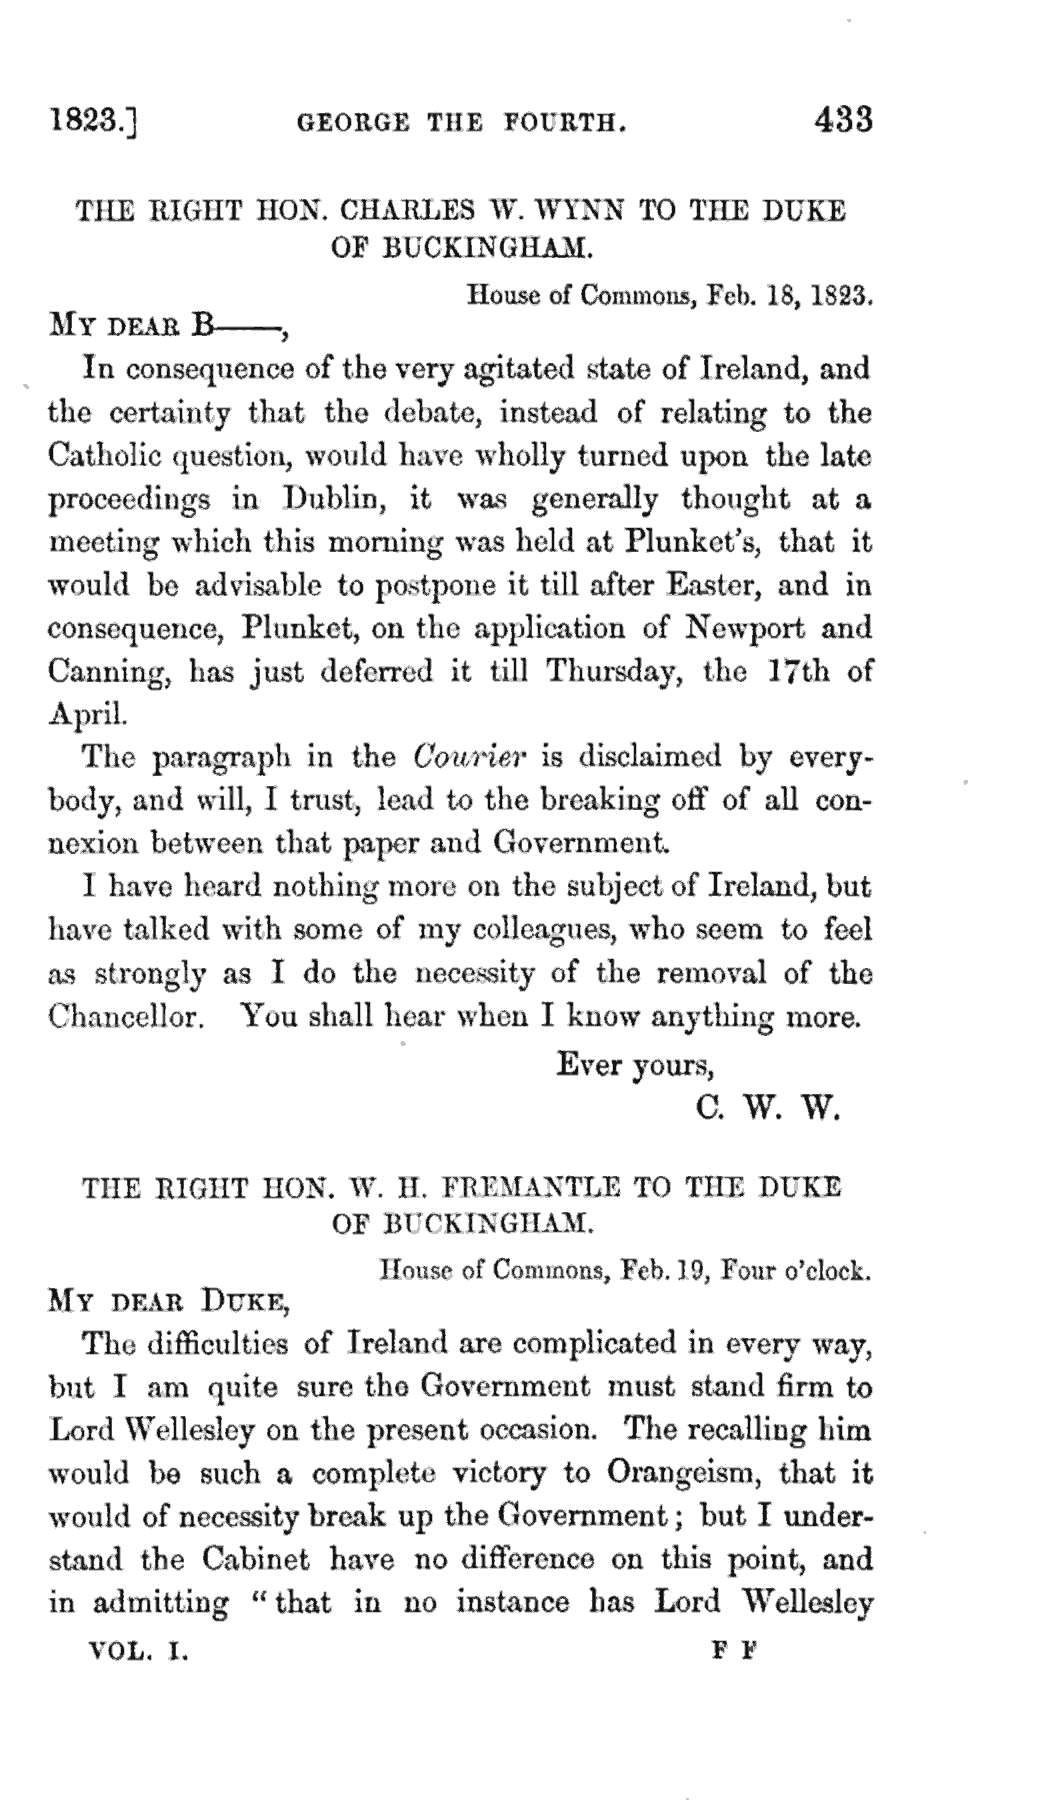 1823.] GEORGE THE FOURTH. 433
THE RIGHT HON. CHARLES W. WYNN TO THE DUKE
OF BUCKINGHAM.
House of Commons, Feb. 18, 1823.
MY DEAR B——,
In consequence of the very agitated state of Ireland, and
the certainty that the debate, instead of relating to the
Catholic question, would have wholly turned upon the late
proceedings in Dublin, it was generally thought at a
meeting which this morning was held at Plunket's, that it
would be advisable to postpone it till after Easter, and in
consequence, Plunket, on the application of Newport and
Canning, has just deferred it till Thursday, the 17th of
April.
The paragraph in the Courier is disclaimed by every-
body, and will, I trust, lead to the breaking off of all con-
nexion between that paper and Government.
I have heard nothing more on the subject of Ireland, but
have talked with some of my colleagues, who seem to feel
as strongly as I do the necessity of the removal of the
Chancellor. You shall hear when I know anything more.
Ever yours,
C. W. W.
THE RIGHT HON. W. H. FREMANTLE TO THE DUKE
OF BUCKINGHAM.
House of Commons, Feb. 19, Four o'clock.
MY DEAR DUKE,
The difficulties of Ireland are complicated in every way,
but I am quite sure the Government must stand firm to
Lord Wellesley on the present occasion. The recalling him
would be such a complete victory to Orangeism, that it
would of necessity break up the Government; but I under-
stand the Cabinet have no difference on this point, and
in admitting "that in no instance has Lord Wellesley
VOL. I. F F